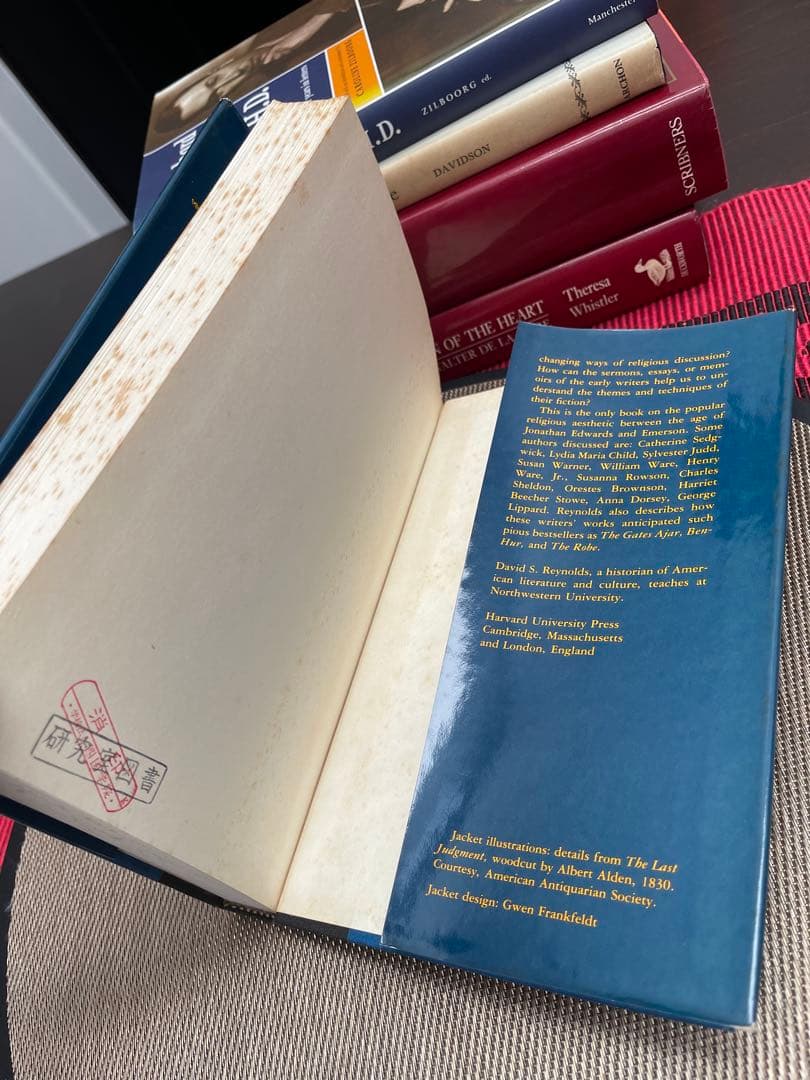 Manchester
ZILBOORG ed.
.D.
ARCHON
DAVIDSON
SCRIBNERS
DUCKWORTH
Theresa
Whistler
OF THE HEART
changing ways of religious discussion?
How can the sermons, essays, or mem-
oirs of the early writers help us to un-
derstand the themes and techniques of
their fiction?
This is the only book on the popular
religious aesthetic between the age of
Jonathan Edwards and Emerson. Some
authors discussed are: Catherine Sedg-
wick, Lydia Maria Child, Sylvester Judd,
Susan Warner, William Ware, Henry
Ware, Jr., Susanna Rowson, Charles
Sheldon, Orestes Brownson, Harriet
Beecher Stowe, Anna Dorsey, George
Lippard. Reynolds also describes how
these writers' works anticipated such
pious bestsellers as The Gates Ajar, Ben-
Hur, and The Robe.
David S. Reynolds, a historian of Amer-
ican literature and culture, teaches at
Northwestern University.
Harvard University Press
Cambridge, Massachusetts
and London, England
Jacket illustrations: details from The Last
Judgment, woodcut by Albert Alden, 1830.
Courtesy, American Antiquarian Society.
Jacket design: Gwen Frankfeldt
消
研究室図書